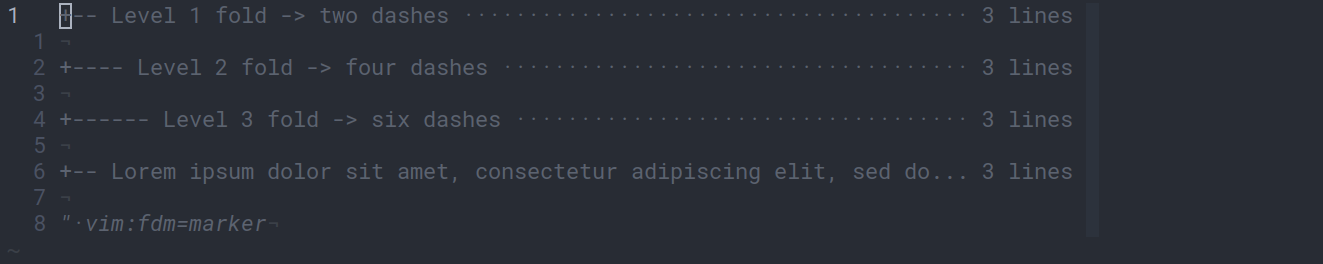 1 +-- Level 1 fold -> two dashes ······································· 3 lines
1 ¬
2 +---- Level 2 fold -> four dashes ···································· 3 lines
3 ¬
4 +------ Level 3 fold -> six dashes ··································· 3 lines
5 ¬
6 +-- Lorem ipsum dolor sit amet, consectetur adipiscing elit, sed do... 3 lines
7 ¬
8 "·vim:fdm=marker¬
~